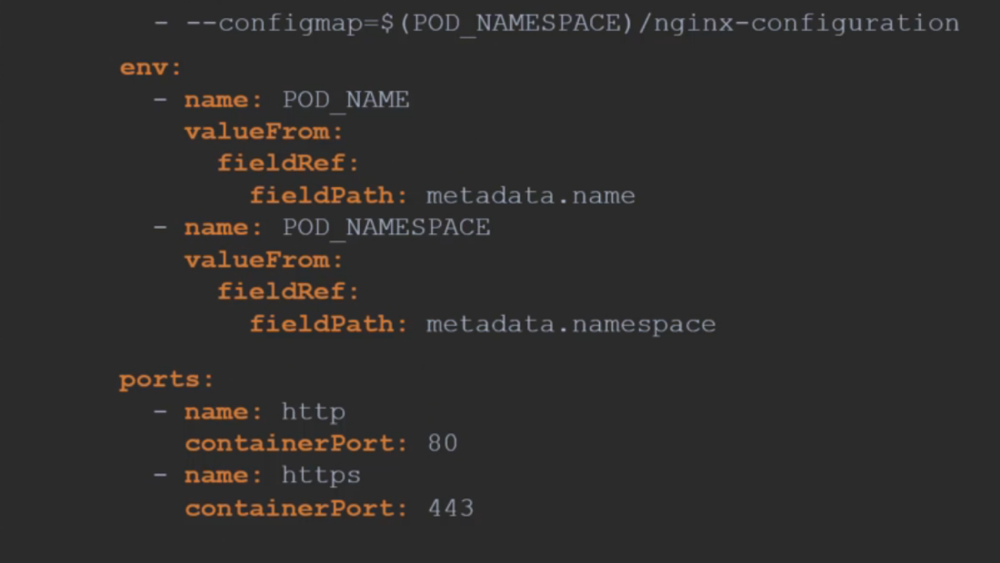 - --configmap=$(POD_NAMESPACE)/nginx-configuration
env:
- name: POD_NAME
valueFrom:
fieldRef:
fieldPath: metadata.name
- name: POD_NAMESPACE
valueFrom:
fieldRef:
fieldPath: metadata.namespace
ports:
- name: http
containerPort: 80
- name: https
containerPort: 443